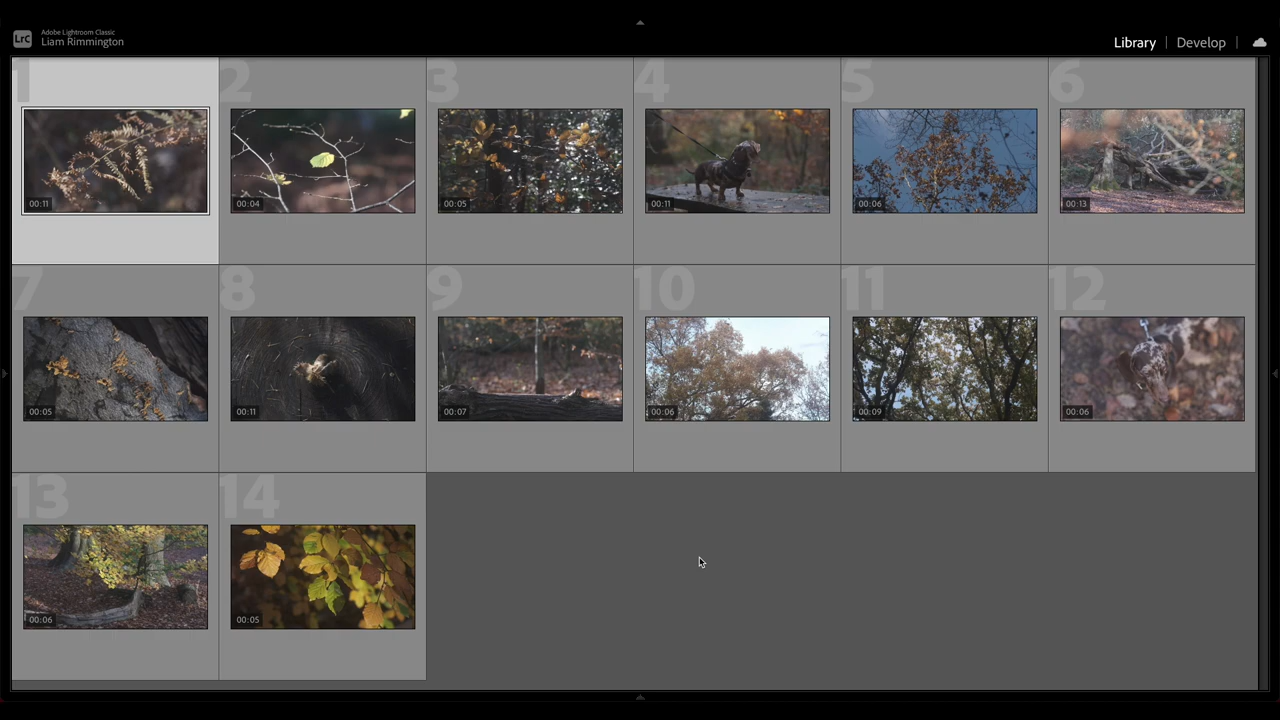 LrC
Adobe Lightroom Classic
Liam Rimmington
Library | Develop |
1 2 3 4 5 6
00:11 00:04 00:05 00:11 00:06 00:13
7 8 9 10 11 12
00:05 00:11 00:07 00:06 00:09 00:06
13 14
00:06 00:05